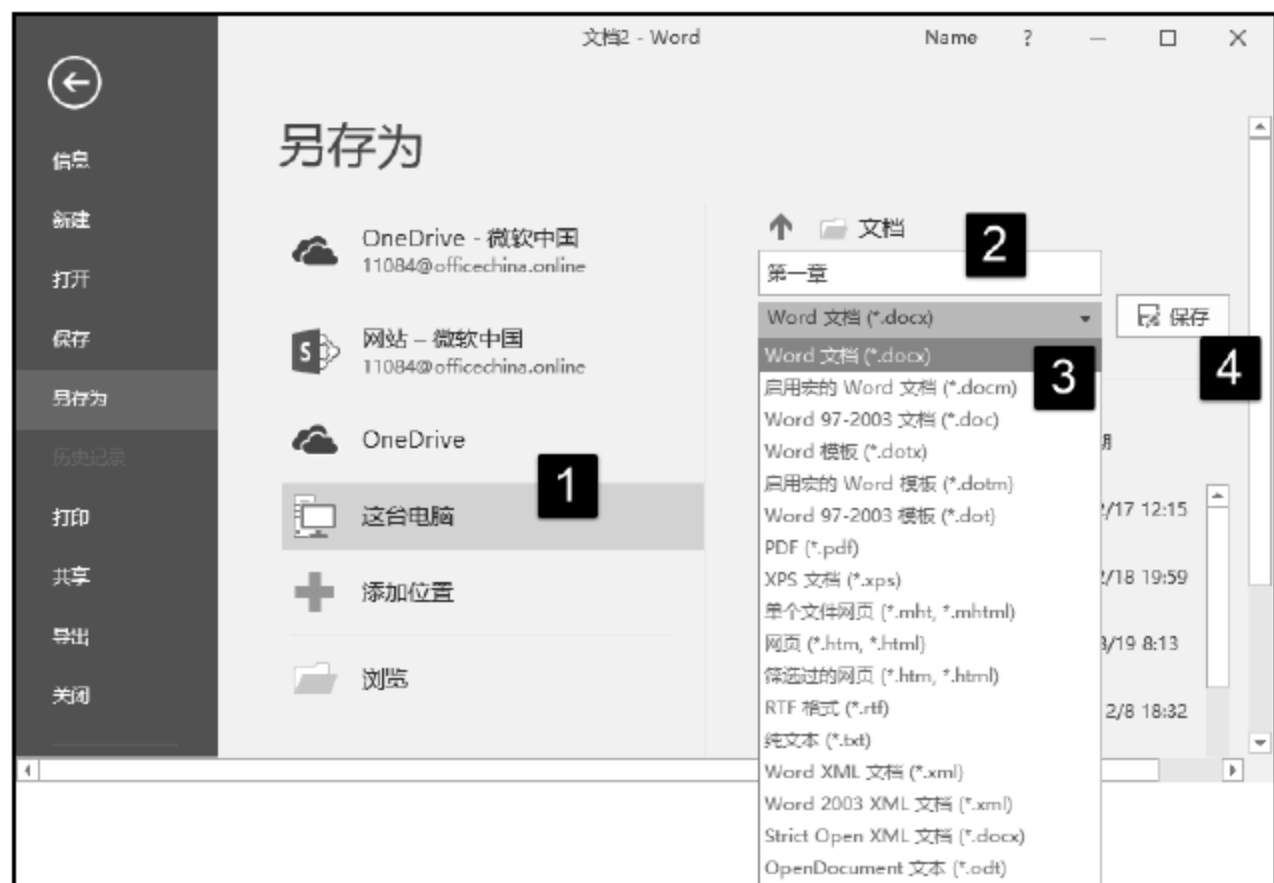 文档2 - Word
Name
?
信息
新建
打开
保存
另存为
历史记录
打印
共享
导出
关闭
另存为
OneDrive - 微软中国
11084@officechina.online
网站 – 微软中国
11084@officechina.online
OneDrive
1
这台电脑
添加位置
浏览
文档
2
第一章
Word 文档 (*.docx)
保存
4
Word 文档 (*.docx)
3
启用宏的 Word 文档 (*.docm)
Word 97-2003 文档 (*.doc)
Word 模板 (*.dotx)
启用宏的 Word 模板 (*.dotm)
Word 97-2003 模板 (*.dot)
PDF (*.pdf)
XPS 文档 (*.xps)
单个文件网页 (*.mht, *.mhtml)
网页 (*.htm, *.html)
筛选过的网页 (*.htm, *.html)
RTF 格式 (*.rtf)
纯文本 (*.txt)
Word XML 文档 (*.xml)
Word 2003 XML 文档 (*.xml)
Strict Open XML 文档 (*.docx)
OpenDocument 文本 (*.odt)
期
2/17 12:15
2/18 19:59
3/19 8:13
2/8 18:32